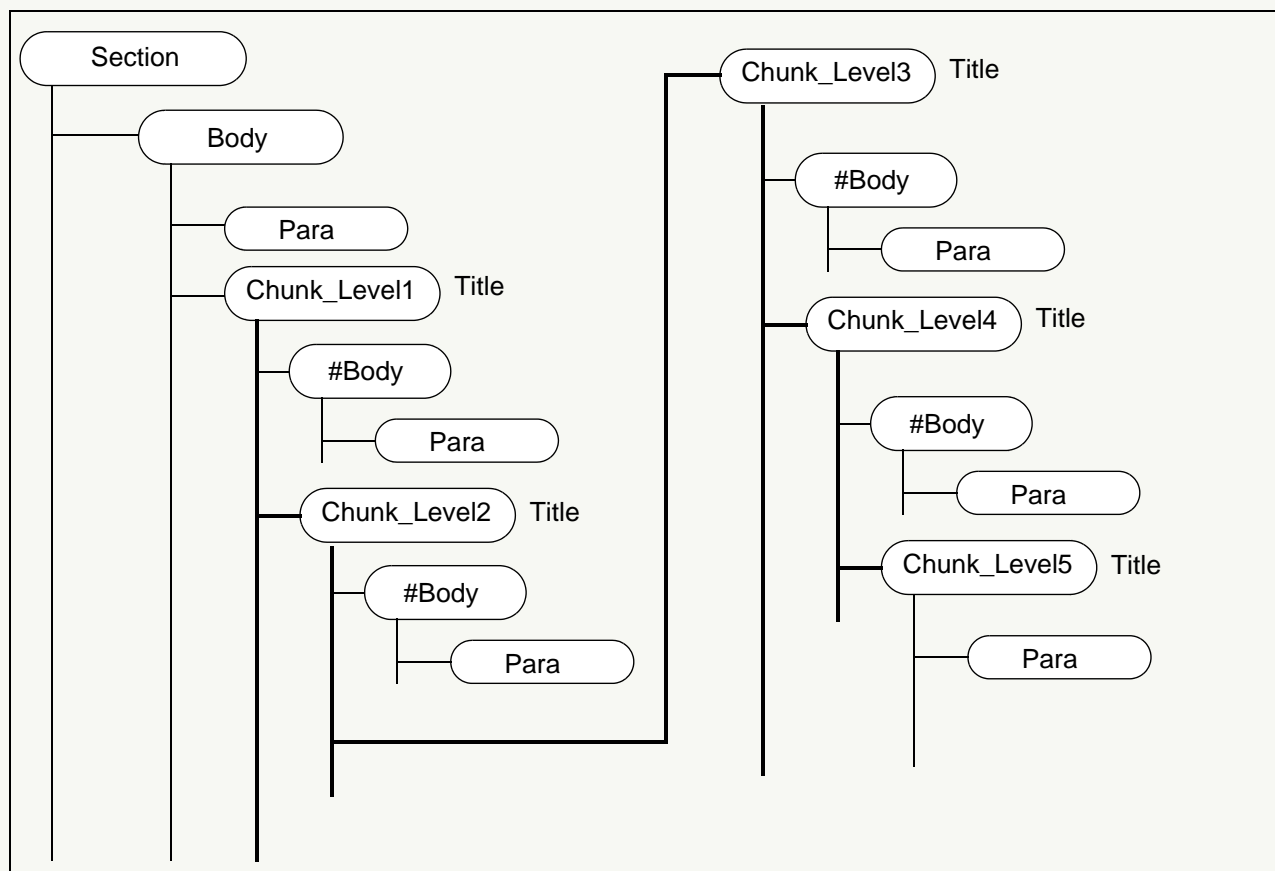 Section
Body
Para
Chunk_Level1 Title
#Body
Para
Chunk_Level2 Title
#Body
Para
Chunk_Level3 Title
#Body
Para
Chunk_Level4 Title
#Body
Para
Chunk_Level5 Title
Para